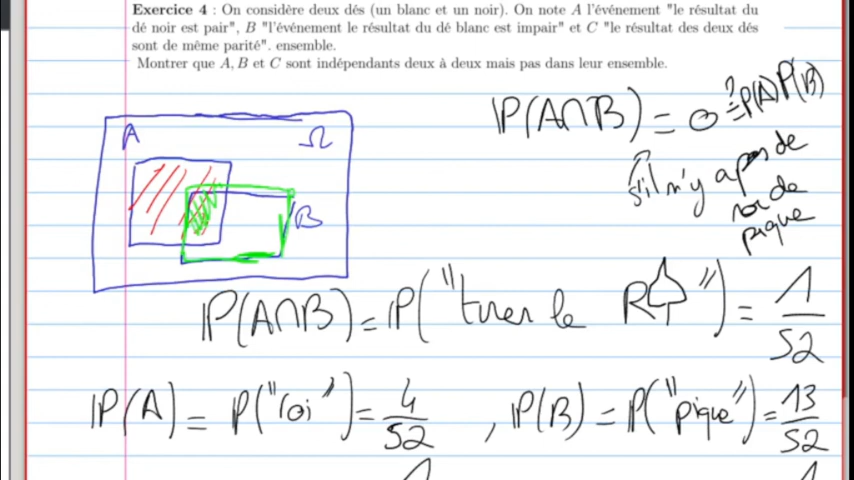 Exercice 4 : On considère deux dés (un blanc et un noir). On note A l'événement "le résultat du
dé noir est pair", B "l'événement le résultat du dé blanc est impair" et C "le résultat des deux dés
sont de même parité". ensemble.
Montrer que A, B et C sont indépendants deux à deux mais pas dans leur ensemble.
P(A∩B) = 0 ?= P(A)P(B)
s'il n'y a pas de
roi de
pique
A
Ω
B
P(A∩B) = P("tirer le R♠") = 1/52
P(A) = P("roi") = 4/52 , P(B) = P("pique") = 13/52